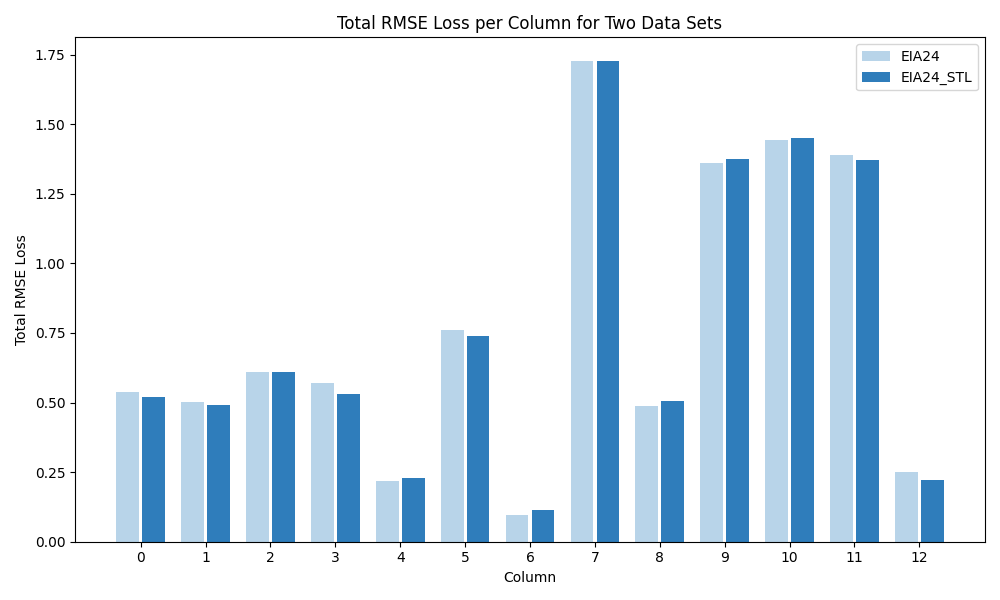 Total RMSE Loss per Column for Two Data Sets
EIA24
EIA24_STL
Total RMSE Loss
1.75
1.50
1.25
1.00
0.75
0.50
0.25
0.00
0 1 2 3 4 5 6 7 8 9 10 11 12
Column